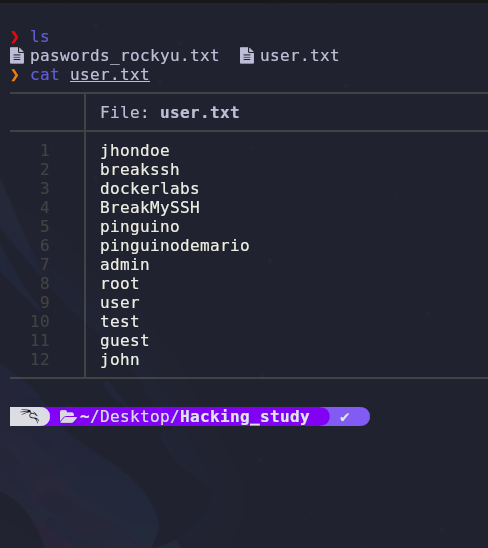 ❯ ls
paswords_rockyu.txt user.txt
❯ cat user.txt
File: user.txt
1 jhondoe
2 breakssh
3 dockerlabs
4 BreakMySSH
5 pinguino
6 pinguinodemario
7 admin
8 root
9 user
10 test
11 guest
12 john
~/Desktop/Hacking_study ✔